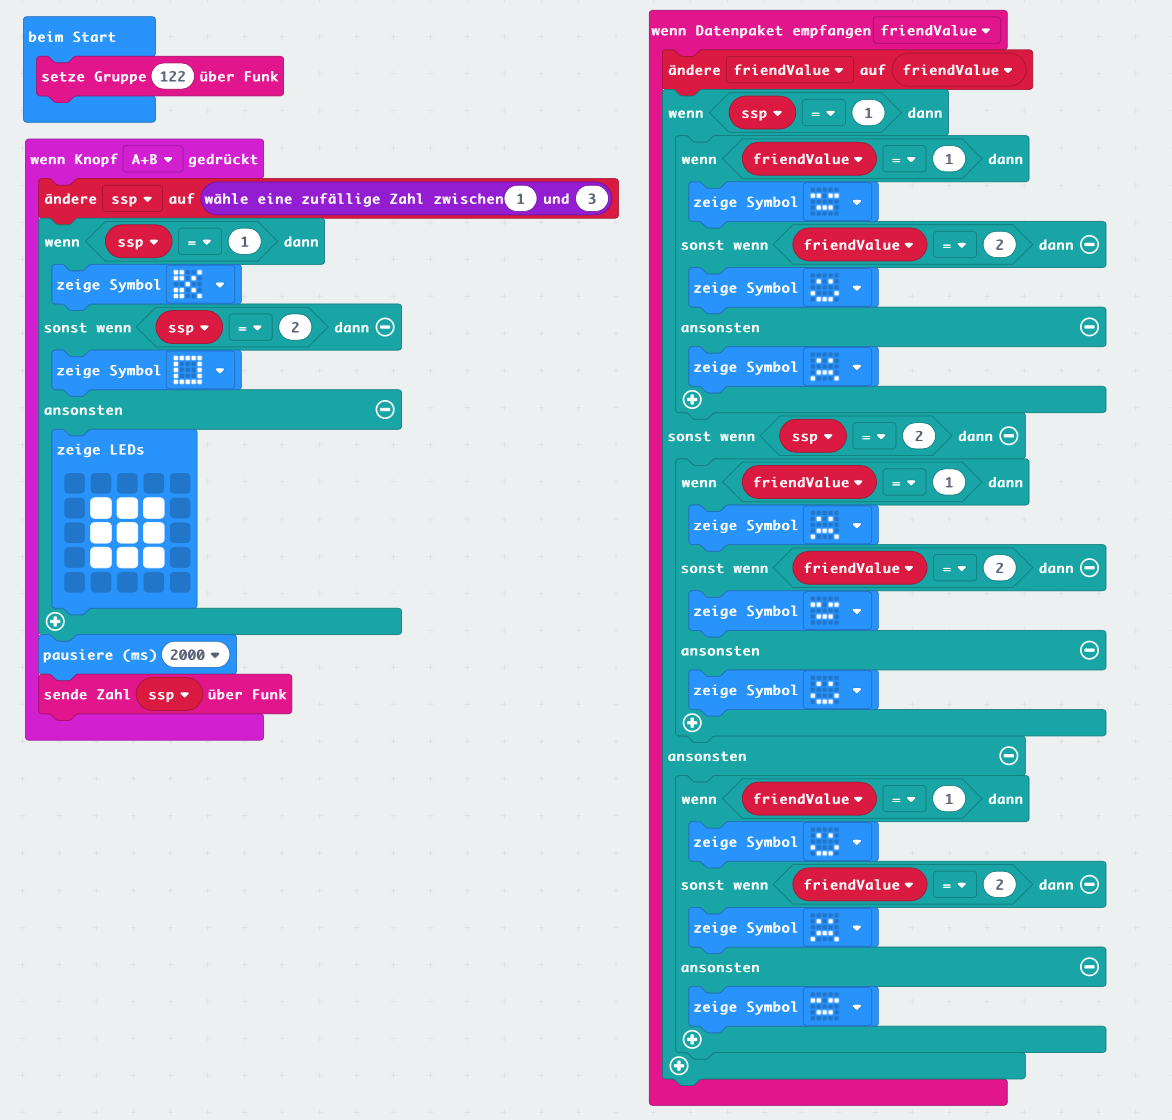 beim Start
setze Gruppe 122 über Funk
wenn Knopf A+B gedrückt
ändere ssp auf wähle eine zufällige Zahl zwischen 1 und 3
wenn ssp = 1 dann
zeige Symbol
sonst wenn ssp = 2 dann
zeige Symbol
ansonsten
zeige LEDs
pausiere (ms) 2000
sende Zahl ssp über Funk
wenn Datenpaket empfangen friendValue
ändere friendValue auf friendValue
wenn ssp = 1 dann
wenn friendValue = 1 dann
zeige Symbol
sonst wenn friendValue = 2 dann
zeige Symbol
ansonsten
zeige Symbol
sonst wenn ssp = 2 dann
wenn friendValue = 1 dann
zeige Symbol
sonst wenn friendValue = 2 dann
zeige Symbol
ansonsten
zeige Symbol
ansonsten
wenn friendValue = 1 dann
zeige Symbol
sonst wenn friendValue = 2 dann
zeige Symbol
ansonsten
zeige Symbol